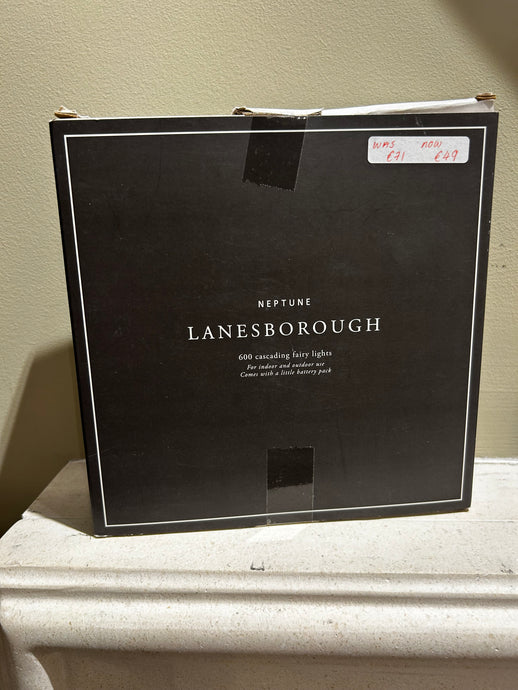 WAS NOW
€71 €49
NEPTUNE
LANESBOROUGH
600 cascading fairy lights
For indoor and outdoor use
Comes with a little battery pack